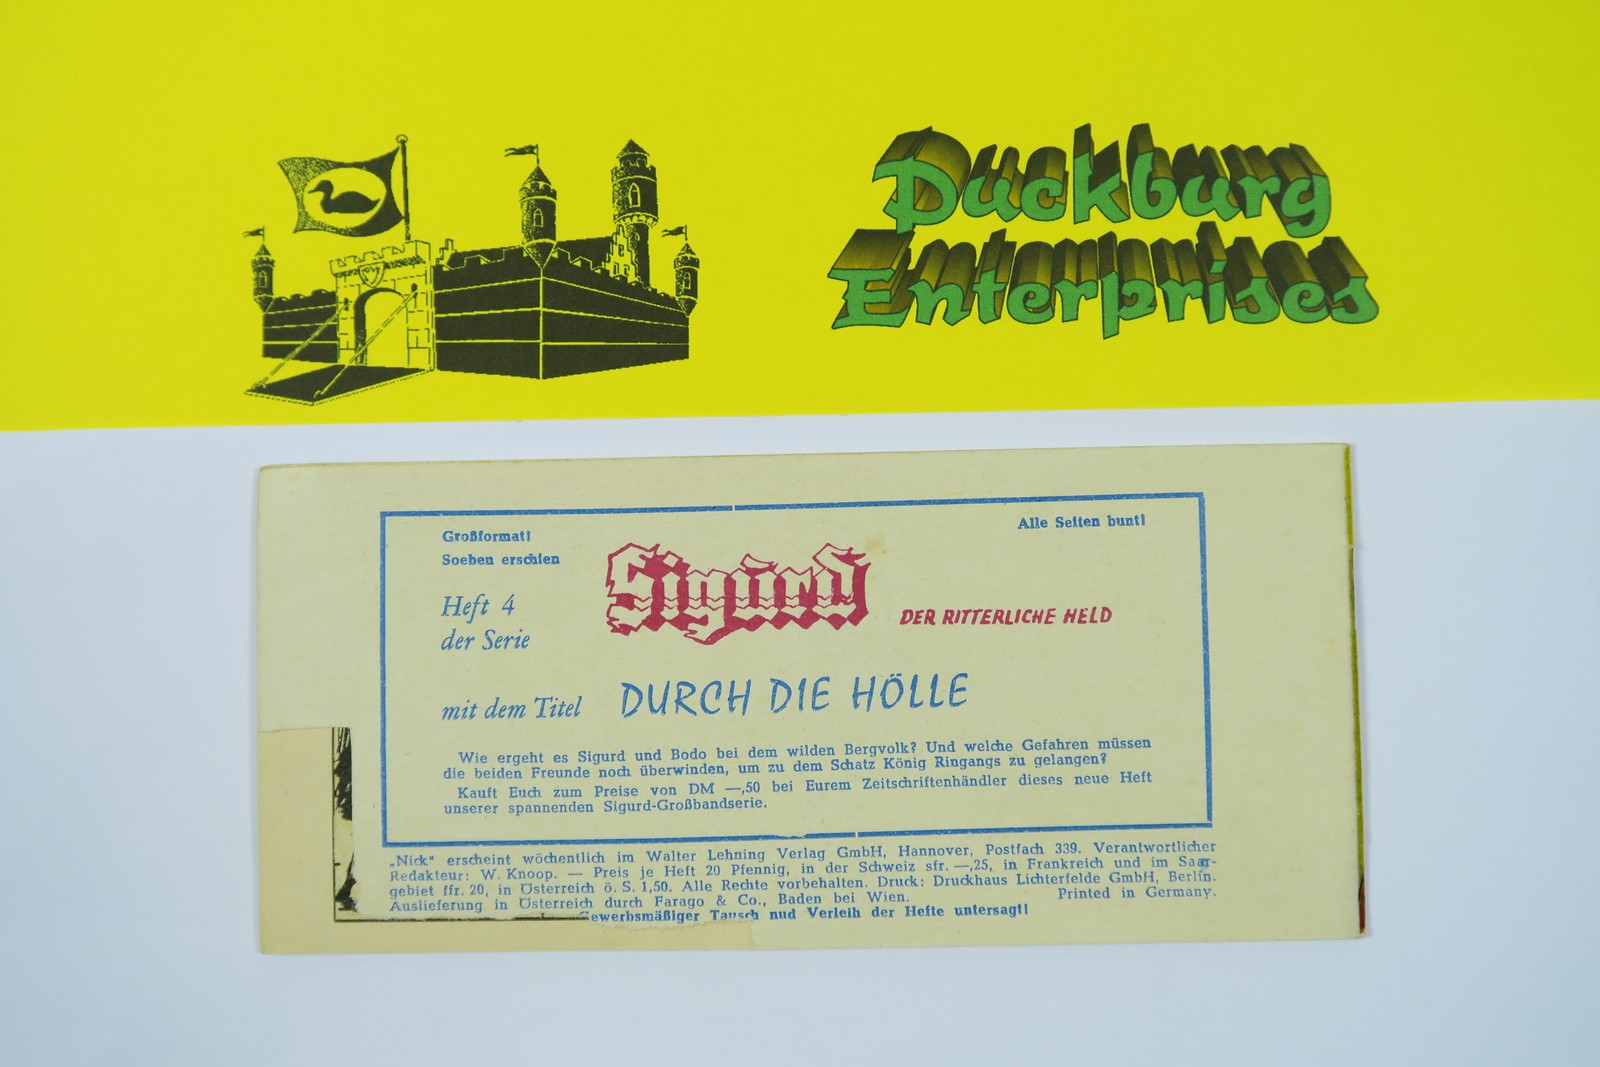 Duckburg
Enterprises
Großformat!
Alle Seiten bunt!
Soeben erschien
Sigurd
Heft 4
DER RITTERLICHE HELD
der Serie
mit dem Titel DURCH DIE HÖLLE
Wie ergeht es Sigurd und Bodo bei dem wilden Bergvolk? Und welche Gefahren müssen
die beiden Freunde noch überwinden, um zu dem Schatz König Ringangs zu gelangen?
Kauft Euch zum Preise von DM —,50 bei Eurem Zeitschriftenhändler dieses neue Heft
unserer spannenden Sigurd-Großbandserie.
„Nick“ erscheint wöchentlich im Walter Lehning Verlag GmbH, Hannover, Postfach 339. Verantwortlicher
Redakteur: W. Knoop. — Preis je Heft 20 Pfennig, in der Schweiz sfr. —,25, in Frankreich und im Saar-
gebiet ffr. 20, in Österreich ö. S. 1,50. Alle Rechte vorbehalten. Druck: Druckhaus Lichterfelde GmbH, Berlin.
Auslieferung in Österreich durch Farago & Co., Baden bei Wien. Printed in Germany.
Gewerbsmäßiger Tausch nud Verleih der Hefte untersagt!